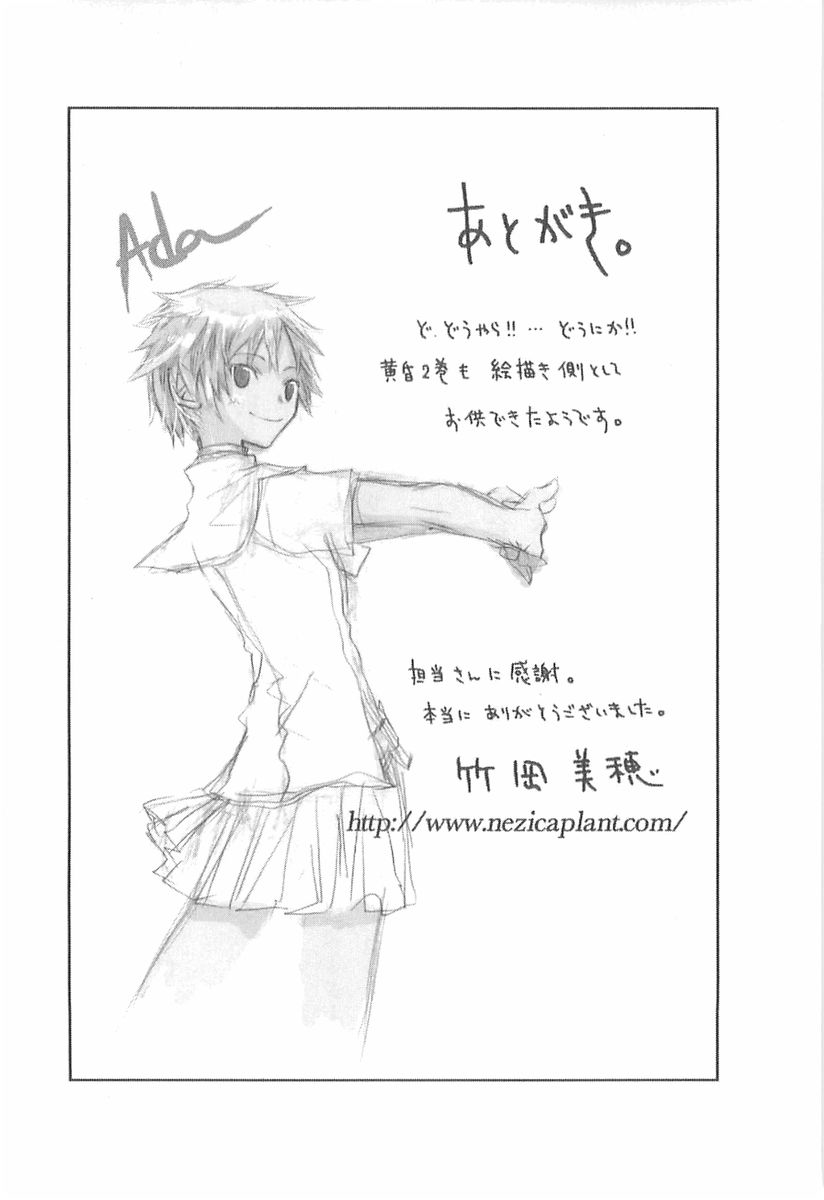 Ada
あとがき。
ど、どうやら!!…どうにか!!
黄昏2巻も 絵描き側として
お供できたようです。
担当さんに感謝。
本当に ありがとうございました。
竹岡 美穂
http://www.nezicaplant.com/